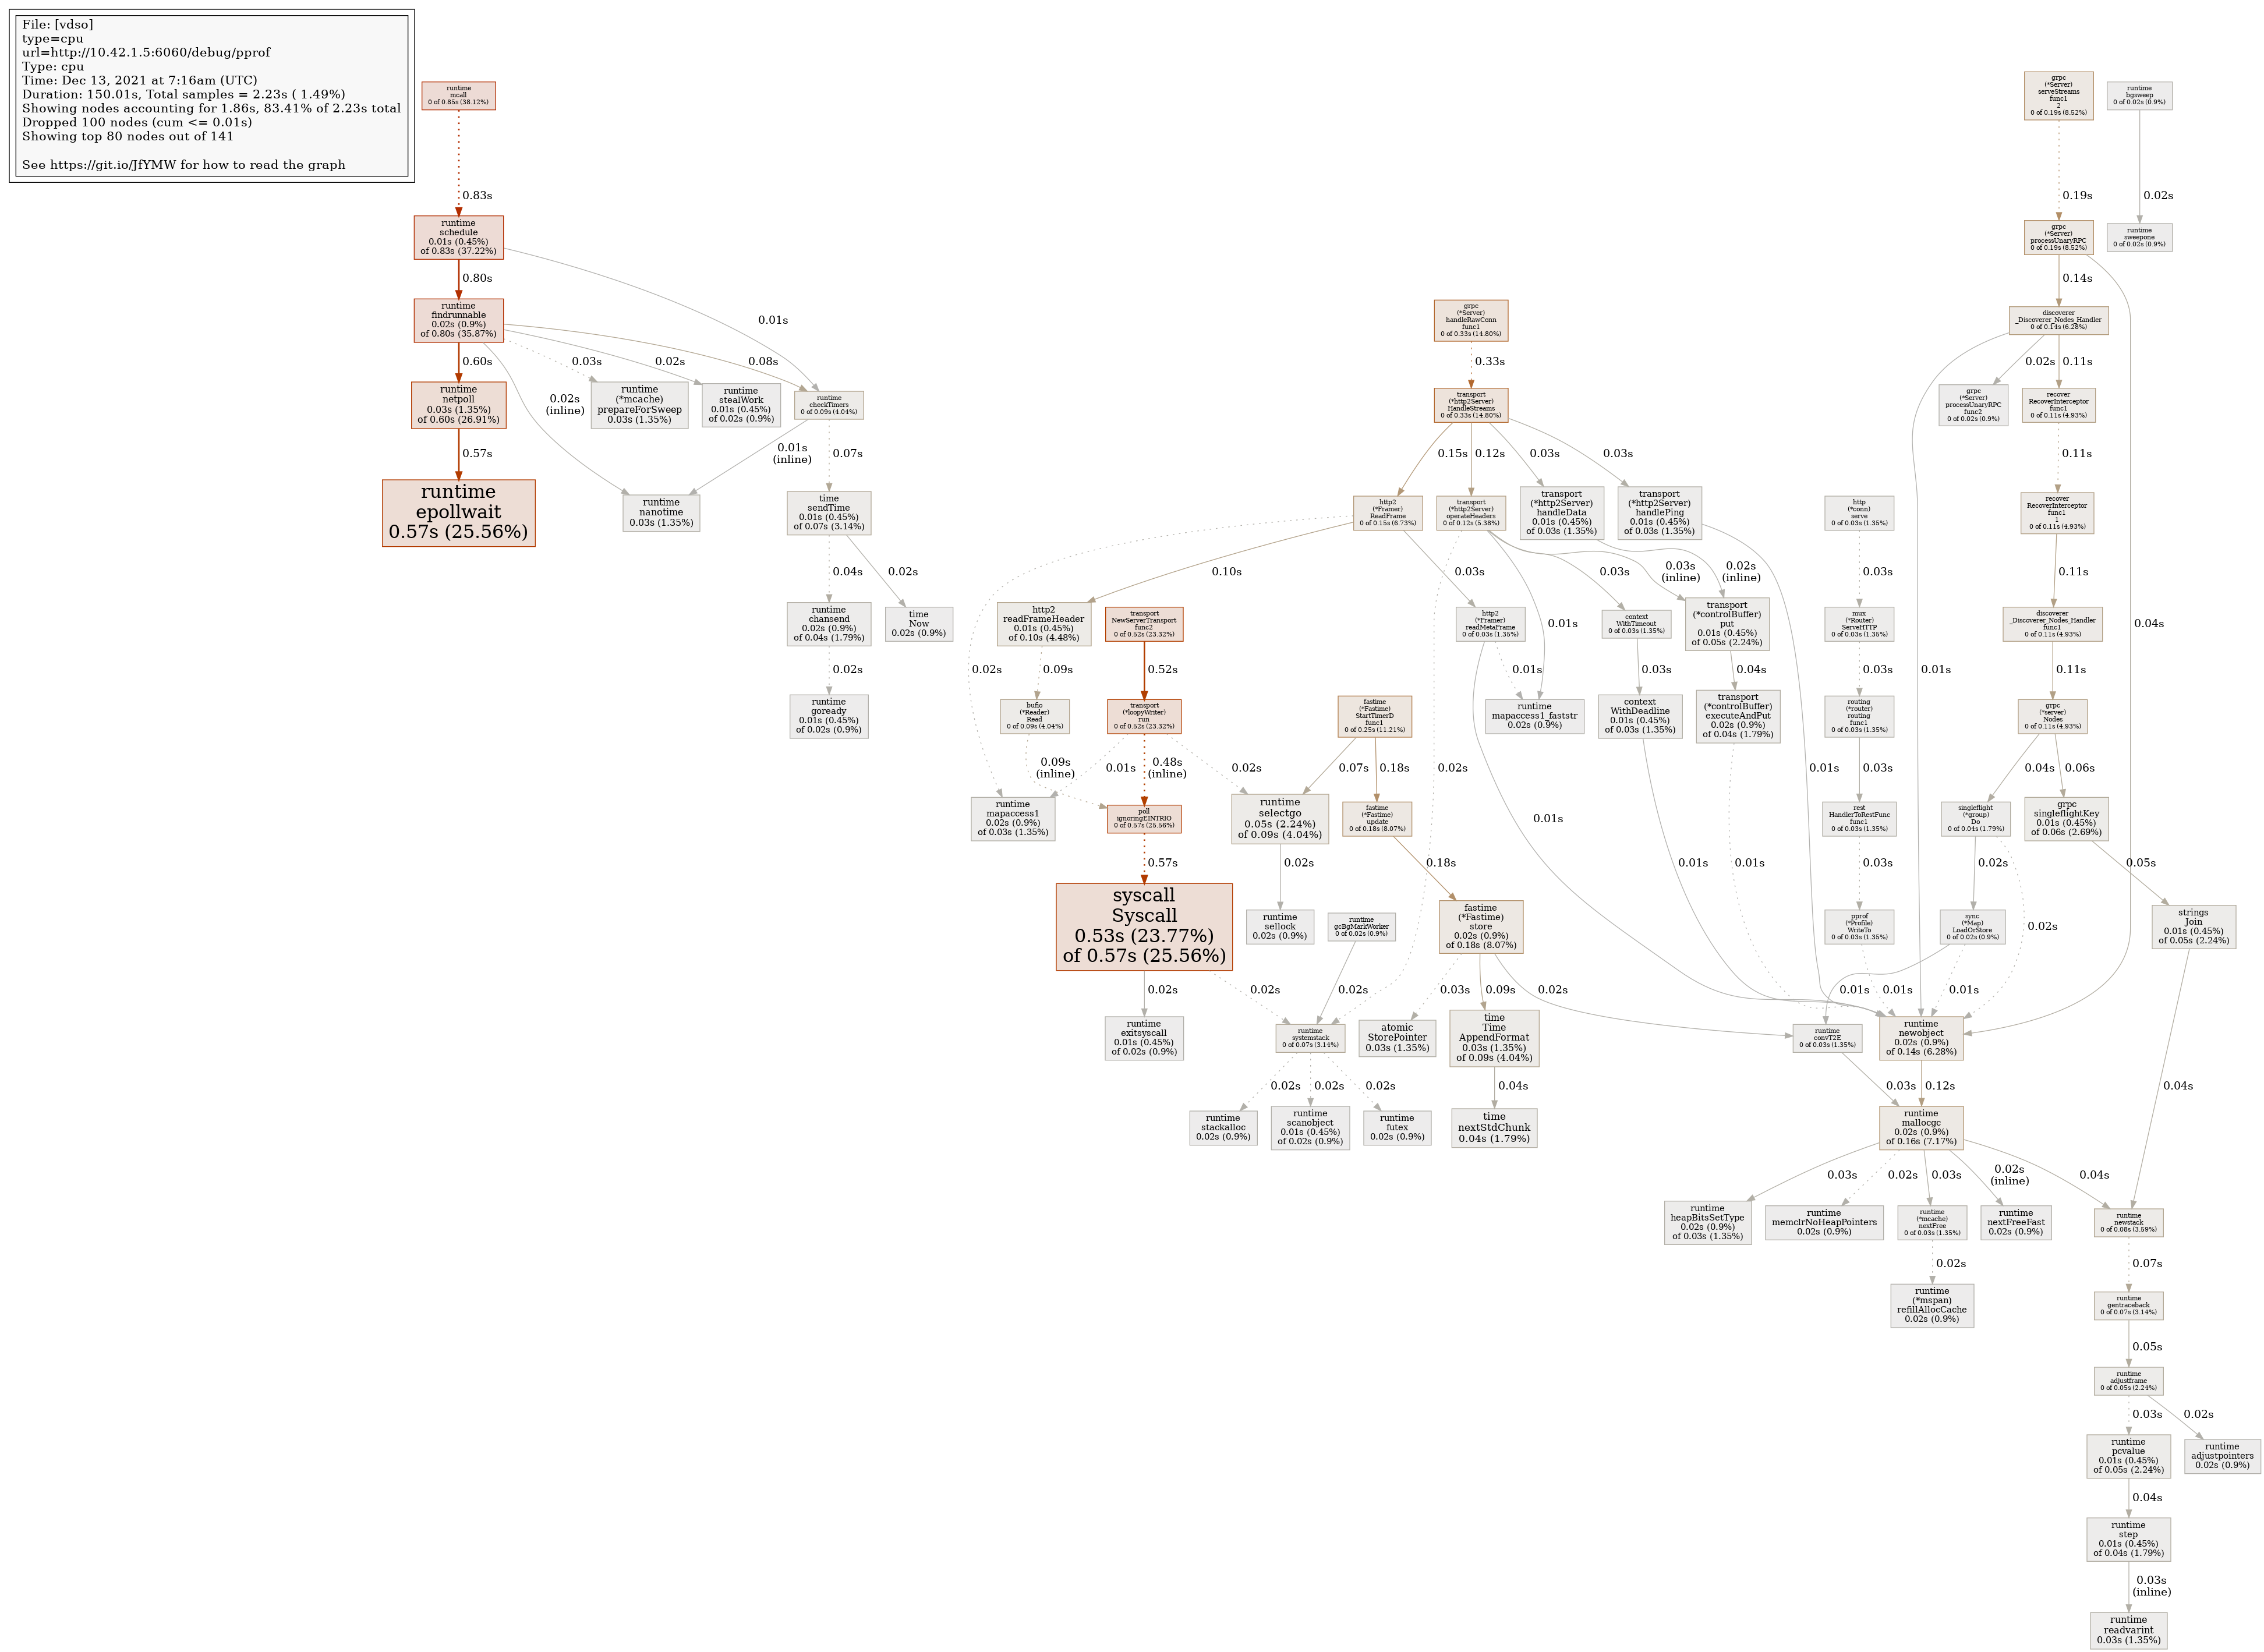 File: [vdso]
type=cpu
url=http://10.42.1.5:6060/debug/pprof
Type: cpu
Time: Dec 13, 2021 at 7:16am (UTC)
Duration: 150.01s, Total samples = 2.23s ( 1.49%)
Showing nodes accounting for 1.86s, 83.41% of 2.23s total
Dropped 100 nodes (cum <= 0.01s)
Showing top 80 nodes out of 141
See https://git.io/JfYMW for how to read the graph
runtime
mcall
0 of 0.85s (38.12%)
0.83s
runtime
schedule
0.01s (0.45%)
of 0.83s (37.22%)
0.80s
0.01s
runtime
findrunnable
0.02s (0.9%)
of 0.80s (35.87%)
0.60s
0.02s
(inline)
0.03s
0.02s
0.08s
runtime
netpoll
0.03s (1.35%)
of 0.60s (26.91%)
0.57s
runtime
epollwait
0.57s (25.56%)
runtime
(*mcache)
prepareForSweep
0.03s (1.35%)
runtime
stealWork
0.01s (0.45%)
of 0.02s (0.9%)
runtime
checkTimers
0 of 0.09s (4.04%)
0.01s
(inline)
0.07s
runtime
nanotime
0.03s (1.35%)
time
sendTime
0.01s (0.45%)
of 0.07s (3.14%)
0.04s
0.02s
runtime
chansend
0.02s (0.9%)
of 0.04s (1.79%)
time
Now
0.02s (0.9%)
0.02s
runtime
goready
0.01s (0.45%)
of 0.02s (0.9%)
grpc
(*Server)
handleRawConn
func1
0 of 0.33s (14.80%)
0.33s
transport
(*http2Server)
HandleStreams
0 of 0.33s (14.80%)
0.15s
0.12s
0.03s
0.03s
http2
(*Framer)
ReadFrame
0 of 0.15s (6.73%)
transport
(*http2Server)
operateHeaders
0 of 0.12s (5.38%)
transport
(*http2Server)
handleData
0.01s (0.45%)
of 0.03s (1.35%)
transport
(*http2Server)
handlePing
0.01s (0.45%)
of 0.03s (1.35%)
0.02s
0.10s
0.03s
0.02s
0.01s
0.03s
0.03s
(inline)
0.02s
(inline)
0.01s
http2
readFrameHeader
0.01s (0.45%)
of 0.10s (4.48%)
0.09s
bufio
(*Reader)
Read
0 of 0.09s (4.04%)
0.09s
(inline)
transport
NewServerTransport
func2
0 of 0.52s (23.32%)
0.52s
transport
(*loopyWriter)
run
0 of 0.52s (23.32%)
0.01s
0.48s
(inline)
0.02s
runtime
mapaccess1
0.02s (0.9%)
of 0.03s (1.35%)
poll
ignoringEINTRIO
0 of 0.57s (25.56%)
0.57s
syscall
Syscall
0.53s (23.77%)
of 0.57s (25.56%)
0.02s
0.02s
runtime
exitsyscall
0.01s (0.45%)
of 0.02s (0.9%)
http2
(*Framer)
readMetaFrame
0 of 0.03s (1.35%)
0.01s
0.01s
runtime
mapaccess1_faststr
0.02s (0.9%)
context
WithTimeout
0 of 0.03s (1.35%)
0.03s
context
WithDeadline
0.01s (0.45%)
of 0.03s (1.35%)
0.01s
transport
(*controlBuffer)
put
0.01s (0.45%)
of 0.05s (2.24%)
0.04s
transport
(*controlBuffer)
executeAndPut
0.02s (0.9%)
of 0.04s (1.79%)
0.01s
fastime
(*Fastime)
StartTimerD
func1
0 of 0.25s (11.21%)
0.07s
0.18s
runtime
selectgo
0.05s (2.24%)
of 0.09s (4.04%)
0.02s
runtime
sellock
0.02s (0.9%)
fastime
(*Fastime)
update
0 of 0.18s (8.07%)
0.18s
fastime
(*Fastime)
store
0.02s (0.9%)
of 0.18s (8.07%)
0.03s
0.09s
0.02s
atomic
StorePointer
0.03s (1.35%)
time
Time
AppendFormat
0.03s (1.35%)
of 0.09s (4.04%)
0.04s
time
nextStdChunk
0.04s (1.79%)
runtime
gcBgMarkWorker
0 of 0.02s (0.9%)
0.02s
runtime
systemstack
0 of 0.07s (3.14%)
0.02s
0.02s
0.02s
runtime
stackalloc
0.02s (0.9%)
runtime
scanobject
0.01s (0.45%)
of 0.02s (0.9%)
runtime
futex
0.02s (0.9%)
http
(*conn)
serve
0 of 0.03s (1.35%)
0.03s
mux
(*Router)
ServeHTTP
0 of 0.03s (1.35%)
0.03s
routing
(*router)
routing
func1
0 of 0.03s (1.35%)
0.03s
rest
HandlerToRestFunc
func1
0 of 0.03s (1.35%)
0.03s
pprof
(*Profile)
WriteTo
0 of 0.03s (1.35%)
0.01s
grpc
(*Server)
serveStreams
func1
2
0 of 0.19s (8.52%)
0.19s
grpc
(*Server)
processUnaryRPC
0 of 0.19s (8.52%)
0.14s
0.04s
runtime
bgsweep
0 of 0.02s (0.9%)
0.02s
runtime
sweepone
0 of 0.02s (0.9%)
discoverer
_Discoverer_Nodes_Handler
0 of 0.14s (6.28%)
0.01s
0.02s
0.11s
grpc
(*Server)
processUnaryRPC
func2
0 of 0.02s (0.9%)
recover
RecoverInterceptor
func1
0 of 0.11s (4.93%)
0.11s
recover
RecoverInterceptor
func1
1
0 of 0.11s (4.93%)
0.11s
discoverer
_Discoverer_Nodes_Handler
func1
0 of 0.11s (4.93%)
0.11s
grpc
(*server)
Nodes
0 of 0.11s (4.93%)
0.04s
0.06s
singleflight
(*group)
Do
0 of 0.04s (1.79%)
0.02s
0.02s
grpc
singleflightKey
0.01s (0.45%)
of 0.06s (2.69%)
0.05s
sync
(*Map)
LoadOrStore
0 of 0.02s (0.9%)
0.01s
0.01s
strings
Join
0.01s (0.45%)
of 0.05s (2.24%)
0.04s
runtime
convT2E
0 of 0.03s (1.35%)
0.03s
runtime
newobject
0.02s (0.9%)
of 0.14s (6.28%)
0.12s
runtime
mallocgc
0.02s (0.9%)
of 0.16s (7.17%)
0.03s
0.02s
0.03s
0.02s
(inline)
0.04s
runtime
heapBitsSetType
0.02s (0.9%)
of 0.03s (1.35%)
runtime
memclrNoHeapPointers
0.02s (0.9%)
runtime
(*mcache)
nextFree
0 of 0.03s (1.35%)
runtime
nextFreeFast
0.02s (0.9%)
0.02s
runtime
(*mspan)
refillAllocCache
0.02s (0.9%)
runtime
newstack
0 of 0.08s (3.59%)
0.07s
runtime
gentraceback
0 of 0.07s (3.14%)
0.05s
runtime
adjustframe
0 of 0.05s (2.24%)
0.03s
0.02s
runtime
pcvalue
0.01s (0.45%)
of 0.05s (2.24%)
runtime
adjustpointers
0.02s (0.9%)
0.04s
runtime
step
0.01s (0.45%)
of 0.04s (1.79%)
0.03s
(inline)
runtime
readvarint
0.03s (1.35%)